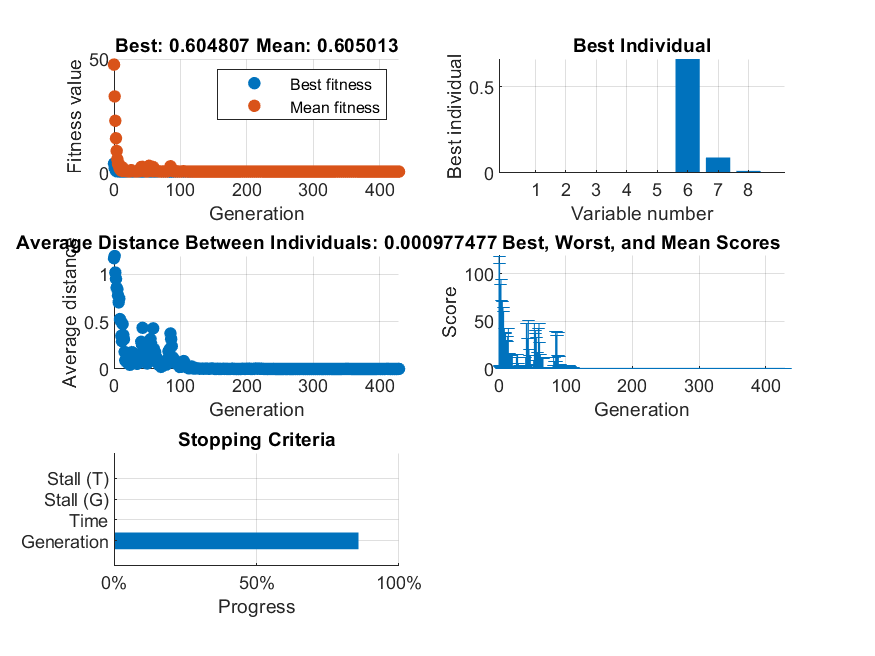 Best: 0.604807 Mean: 0.605013
Fitness value
50
0
Best fitness
Mean fitness
0 100 200 300 400
Generation
Best Individual
Best individual
0.5
0
1 2 3 4 5 6 7 8
Variable number
Average Distance Between Individuals: 0.000977477
Average distance
1
0.5
0
0 100 200 300 400
Generation
Best, Worst, and Mean Scores
Score
100
50
0
0 100 200 300 400
Generation
Stopping Criteria
Stall (T)
Stall (G)
Time
Generation
0% 50% 100%
Progress